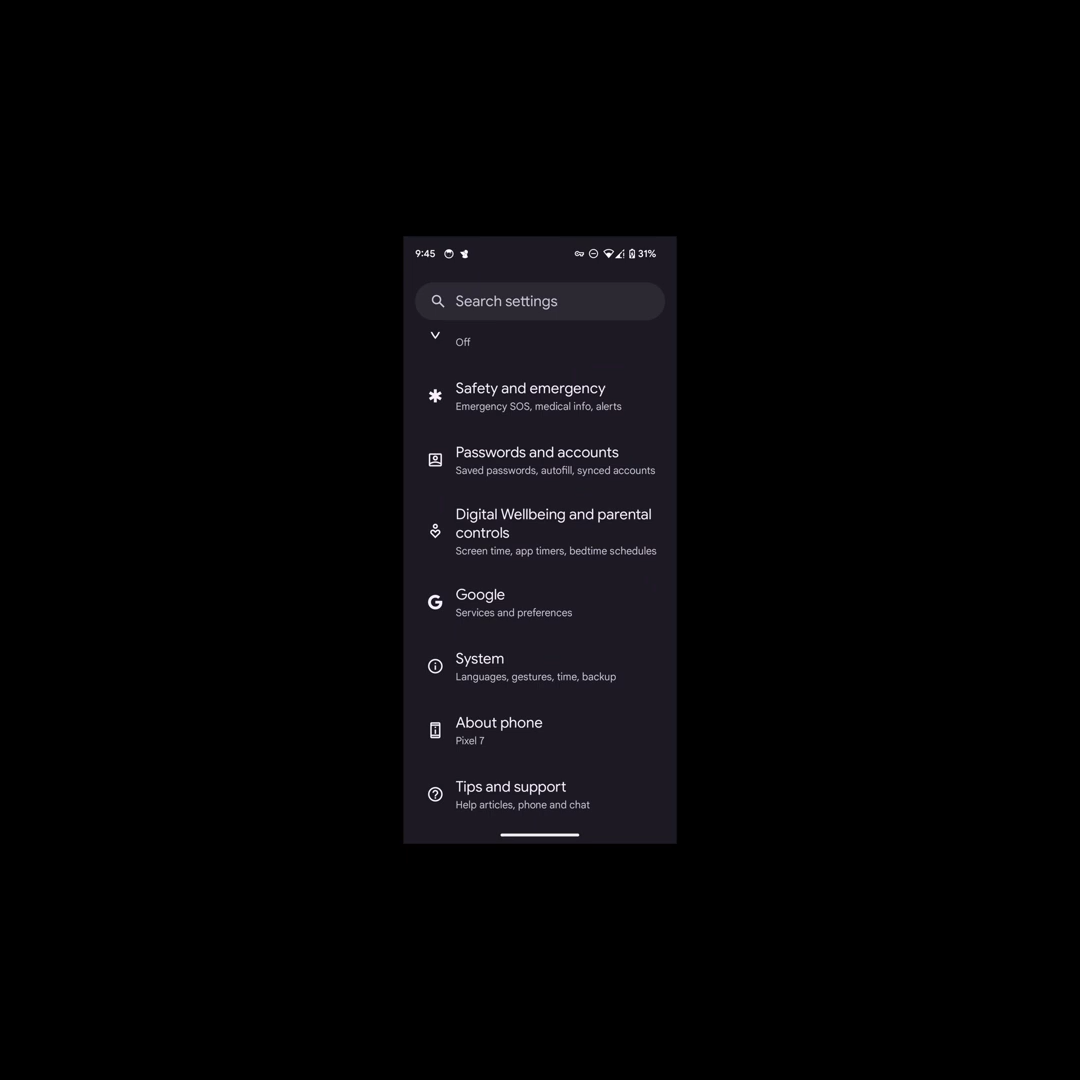 9:45 31%
Search settings
Off
Safety and emergency
Emergency SOS, medical info, alerts
Passwords and accounts
Saved passwords, autofill, synced accounts
Digital Wellbeing and parental
controls
Screen time, app timers, bedtime schedules
Google
Services and preferences
System
Languages, gestures, time, backup
About phone
Pixel 7
Tips and support
Help articles, phone and chat